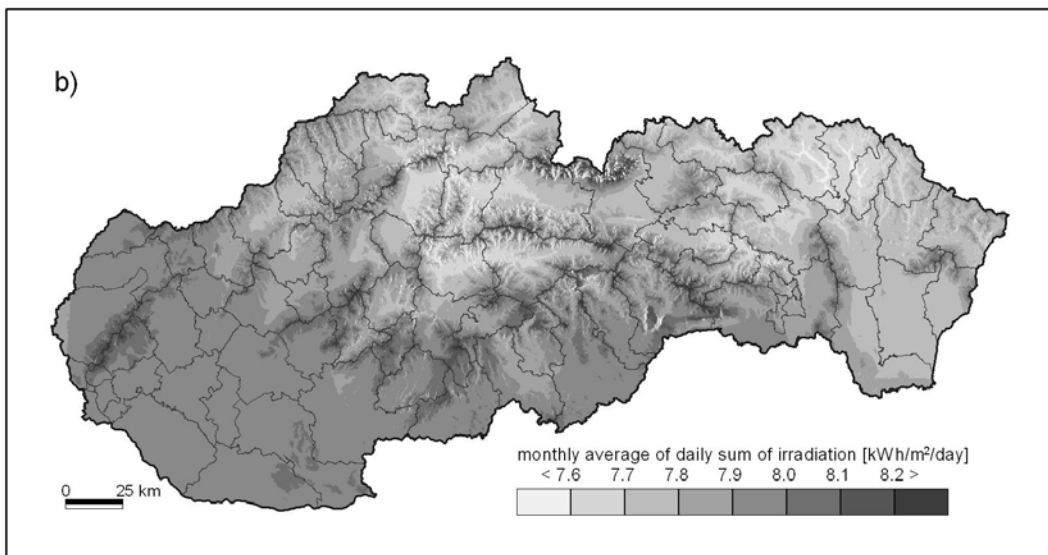 b)
monthly average of daily sum of irradiation [kWh/m²/day]
< 7.6 7.7 7.8 7.9 8.0 8.1 8.2 >
0 25 km